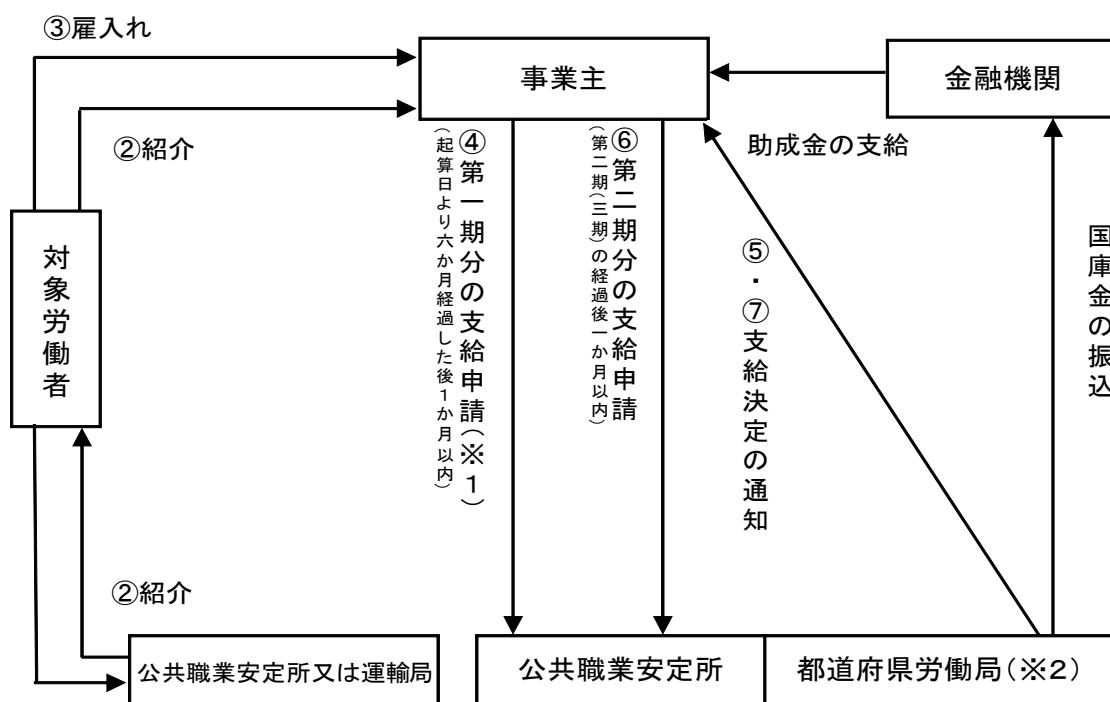 ③雇入れ
事業主
金融機関
②紹介
助成金の支給
④第一期分の支給申請(※1)
(起算日より六か月経過した後1か月以内)
⑥第二期分の支給申請
(第二期(三期)の経過後一か月以内)
⑤・⑦支給決定の通知
国庫金の振込
対象労働者
②紹介
公共職業安定所又は運輸局
公共職業安定所
都道府県労働局(※2)